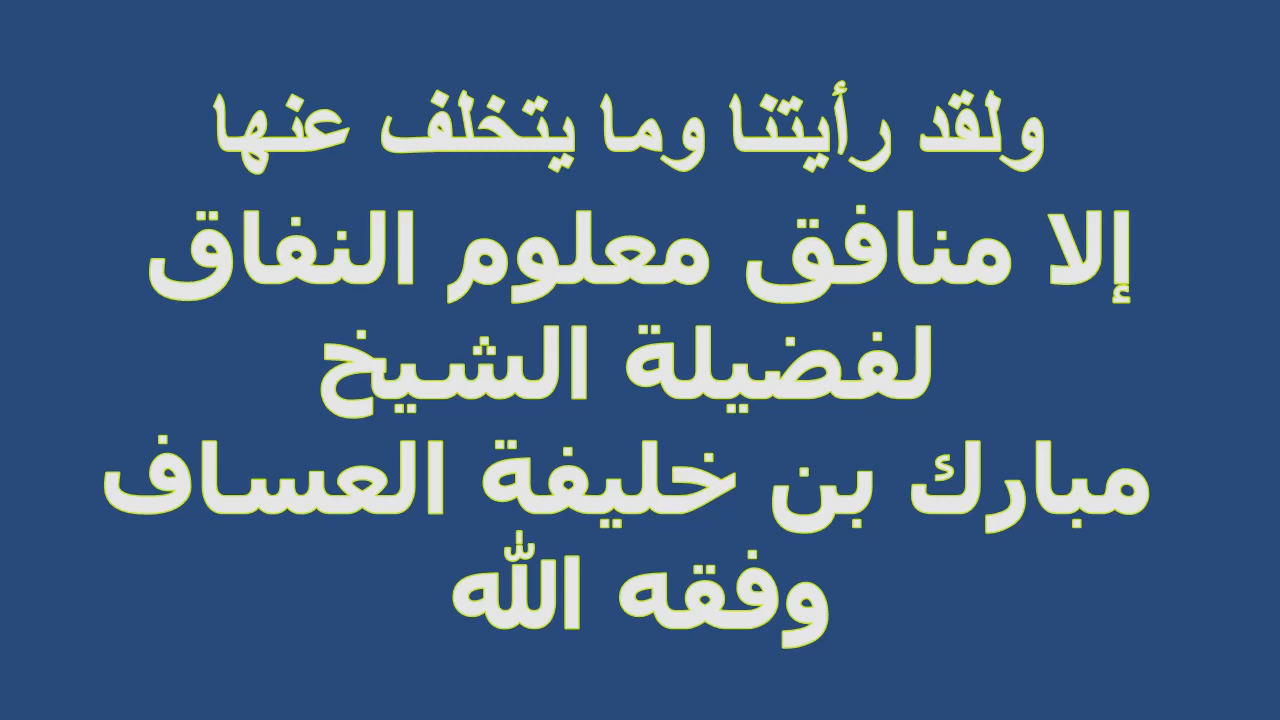 ولقد رأيتنا وما يتخلف عنها
إلا منافق معلوم النفاق
لفضيلة الشيخ
مبارك بن خليفة العساف
وفقه الله